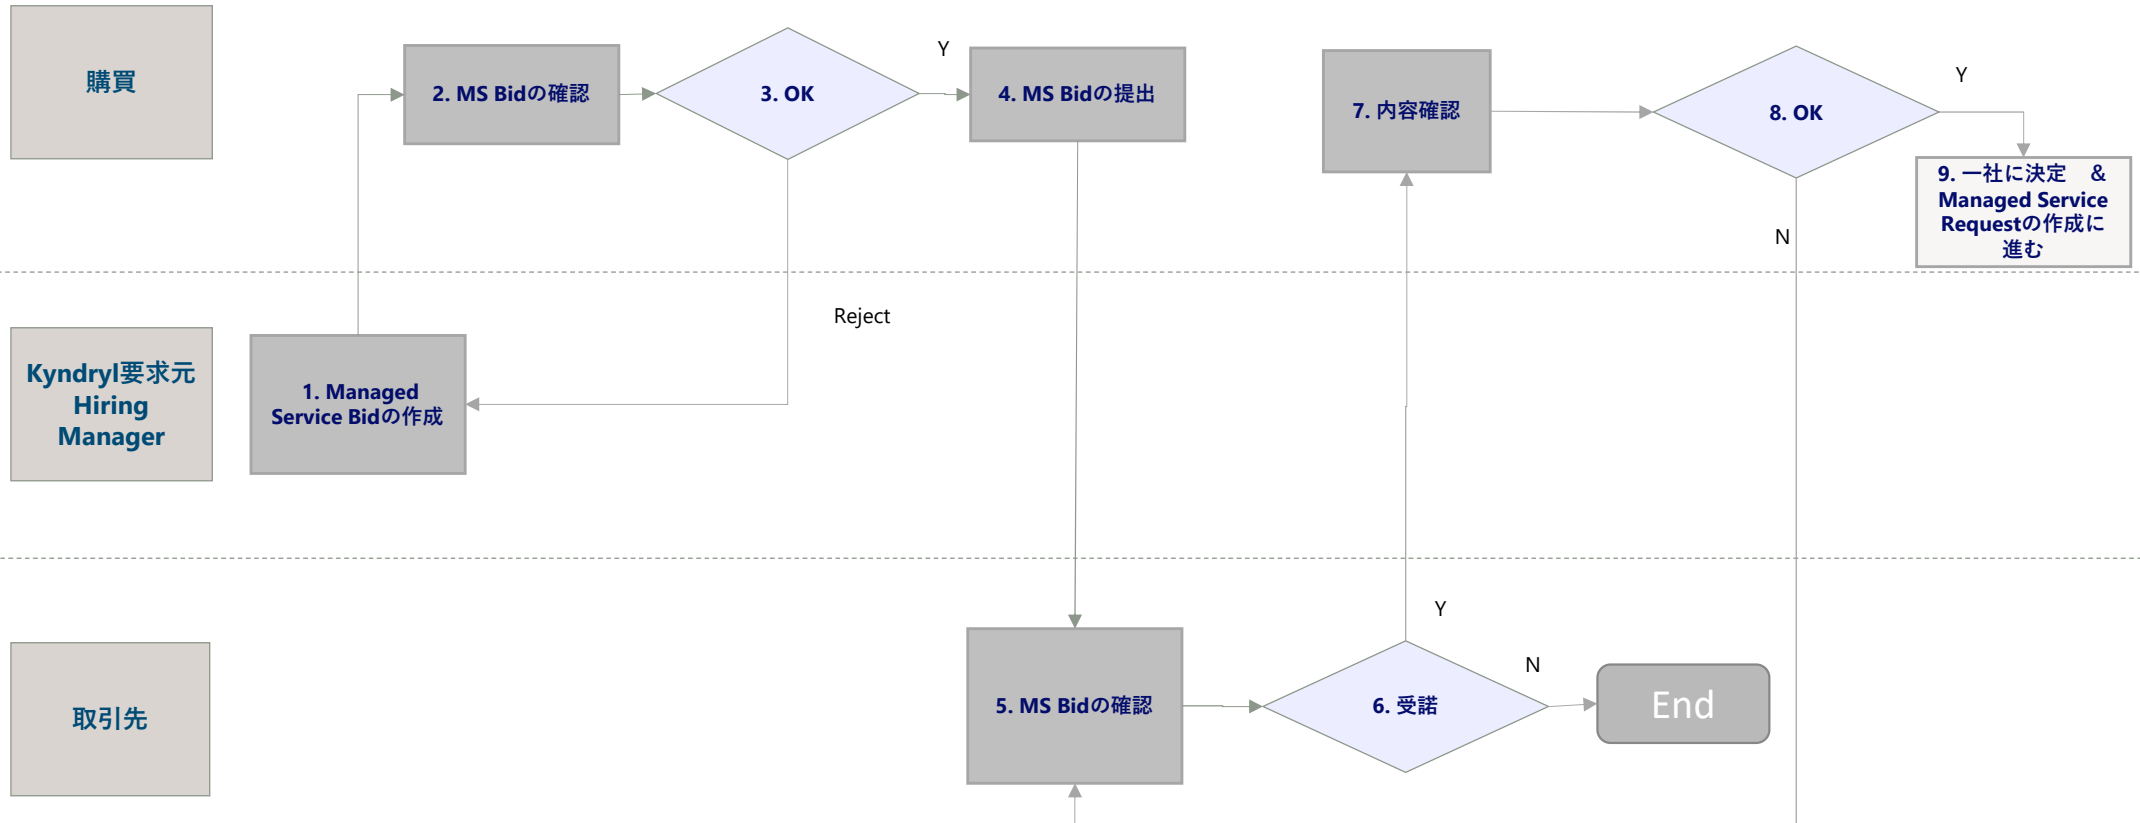 購買
2. MS Bidの確認
3. OK
Y
4. MS Bidの提出
7. 内容確認
8. OK
Y
9. 一社に決定　＆
Managed Service
Requestの作成に
進む
N
Reject
Kyndryl要求元
Hiring
Manager
1. Managed
Service Bidの作成
取引先
5. MS Bidの確認
6. 受諾
Y
N
End